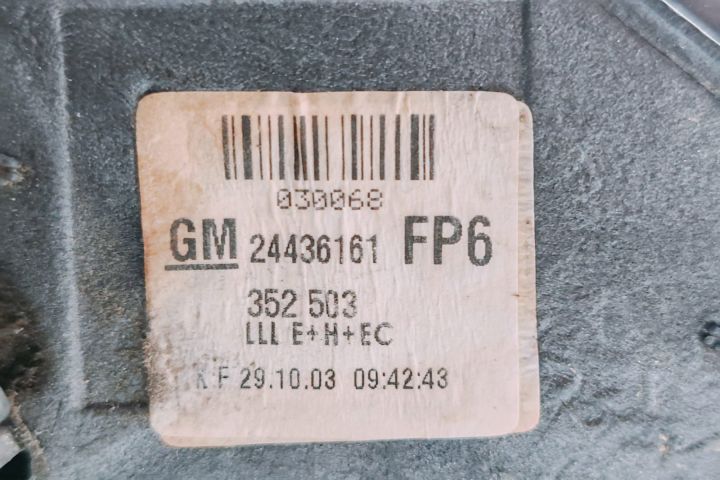 030068
GM 24436161 FP6
352 503
LLL E+H+EC
K F 29.10.03 09:42:43